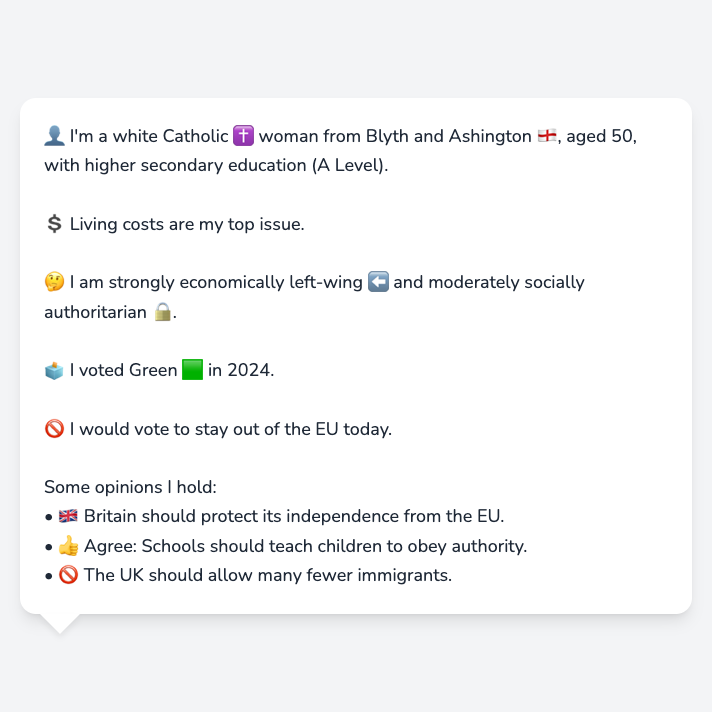 👤 I'm a white Catholic ✝️ woman from Blyth and Ashington 🏴󠁧󠁢󠁥󠁮󠁧󠁿, aged 50,
with higher secondary education (A Level).
💲 Living costs are my top issue.
🤔 I am strongly economically left-wing ⬅️ and moderately socially
authoritarian 🔒.
🗳️ I voted Green 🟩 in 2024.
🚫 I would vote to stay out of the EU today.
Some opinions I hold:
• 🇬🇧 Britain should protect its independence from the EU.
• 👍 Agree: Schools should teach children to obey authority.
• 🚫 The UK should allow many fewer immigrants.